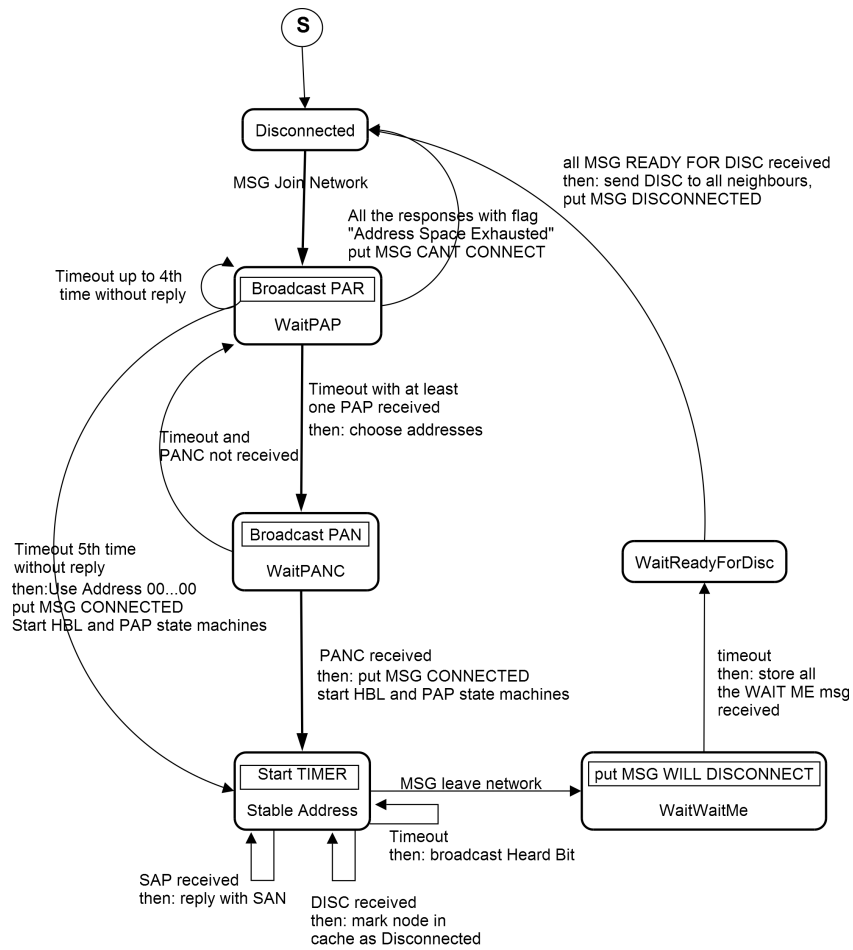 S
Disconnected
MSG Join Network
all MSG READY FOR DISC received
then: send DISC to all neighbours,
put MSG DISCONNECTED
All the responses with flag
"Address Space Exhausted"
put MSG CANT CONNECT
Timeout up to 4th
time without reply
Broadcast PAR
WaitPAP
Timeout with at least
one PAP received
then: choose addresses
Timeout and
PANC not received
Broadcast PAN
WaitPANC
WaitReadyForDisc
Timeout 5th time
without reply
then:Use Address 00...00
put MSG CONNECTED
Start HBL and PAP state machines
PANC received
then: put MSG CONNECTED
start HBL and PAP state machines
timeout
then: store all
the WAIT ME msg
received
Start TIMER
Stable Address
MSG leave network
put MSG WILL DISCONNECT
WaitWaitMe
Timeout
then: broadcast Heard Bit
SAP received
then: reply with SAN
DISC received
then: mark node in
cache as Disconnected